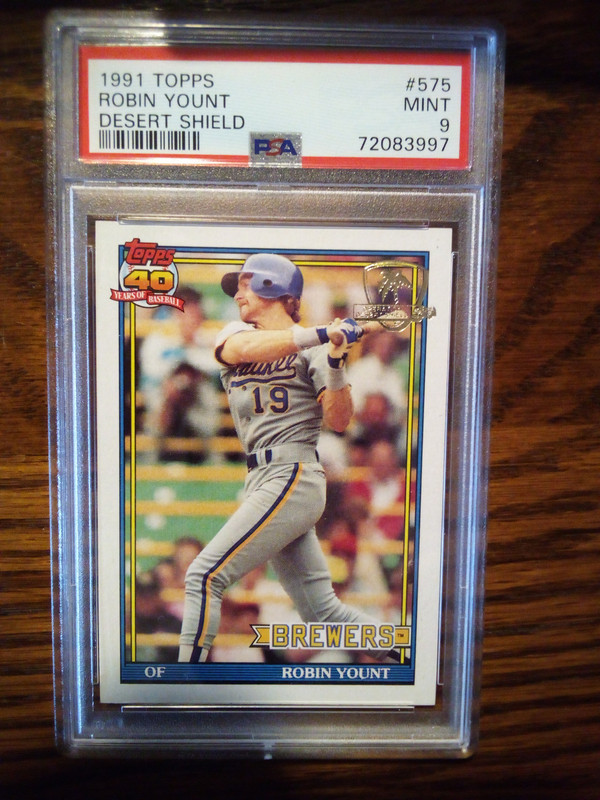 1991 TOPPS #575
ROBIN YOUNT MINT
DESERT SHIELD 9
PSA 72083997
Topps
40
YEARS OF BASEBALL
19
BREWERS
OF ROBIN YOUNT